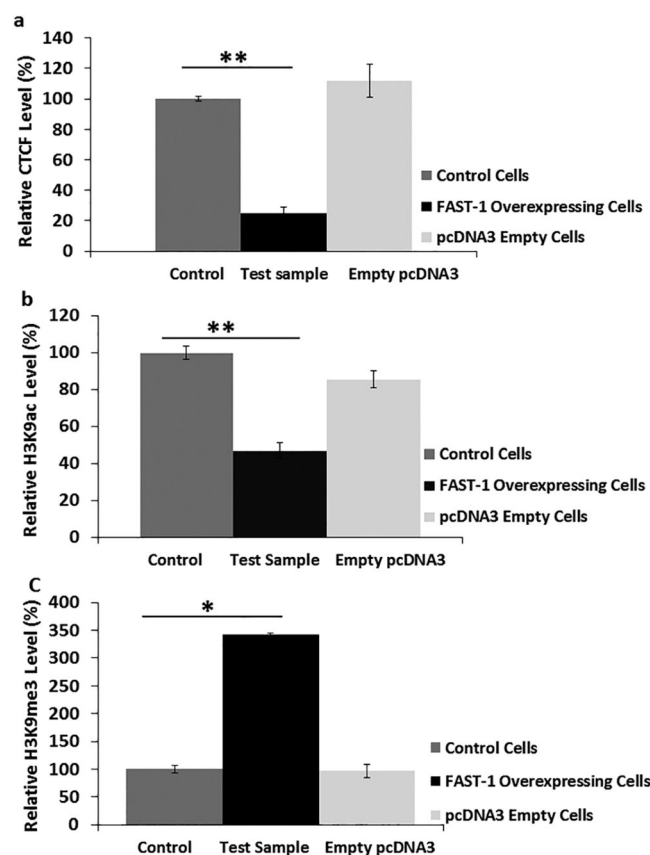 a
Relative CTCF Level (%)
140
120
100
80
60
40
20
0
**
Control Cells
FAST-1 Overexpressing Cells
pcDNA3 Empty Cells
Control Test sample Empty pcDNA3
b
Relative H3K9ac Level (%)
120
100
80
60
40
20
0
**
Control Cells
FAST-1 Overexpressing Cells
pcDNA3 Empty Cells
Control Test Sample Empty pcDNA3
C
Relative H3K9me3 Level (%)
400
350
300
250
200
150
100
50
0
*
Control Cells
FAST-1 Overexpressing Cells
pcDNA3 Empty Cells
Control Test Sample Empty pcDNA3